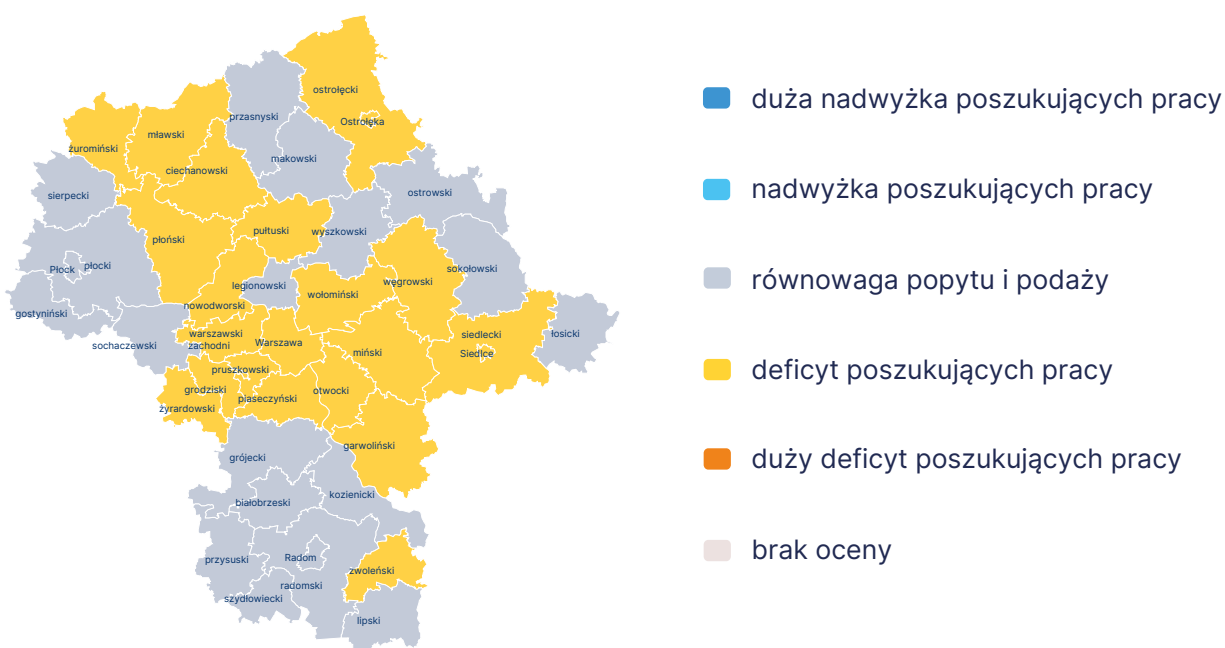 ostrołęcki
przasnyski
Ostrołęka
mławski
żuromiński
makowski
ciechanowski
sierpecki
ostrowski
pułtuski
wyszkowski
płoński
Płock
płocki
sokołowski
węgrowski
legionowski
wołomiński
nowodworski
gostyniński
warszawski
zachodni
sochaczewski
Warszawa
siedlecki
Siedlce
łosicki
miński
pruszkowski
grodziski
piaseczyński
otwocki
żyrardowski
garwoliński
grójecki
kozienicki
białobrzeski
przysuski
Radom
zwoleński
radomski
szydłowiecki
lipski
duża nadwyżka poszukujących pracy
nadwyżka poszukujących pracy
równowaga popytu i podaży
deficyt poszukujących pracy
duży deficyt poszukujących pracy
brak oceny